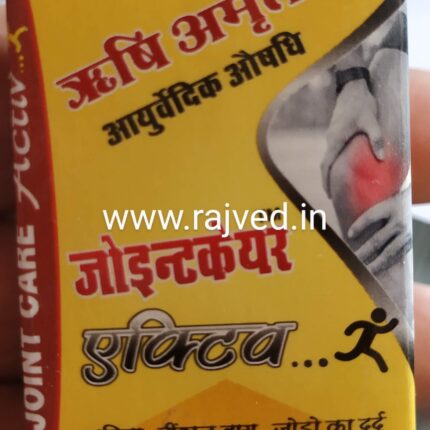 ऋषि अमृत
आयुर्वेदिक औषधि
www.rajved.in
जोइन्टकेयर
एक्टिव...
जोड़ो का दर्द
JOINT CARE Activ...